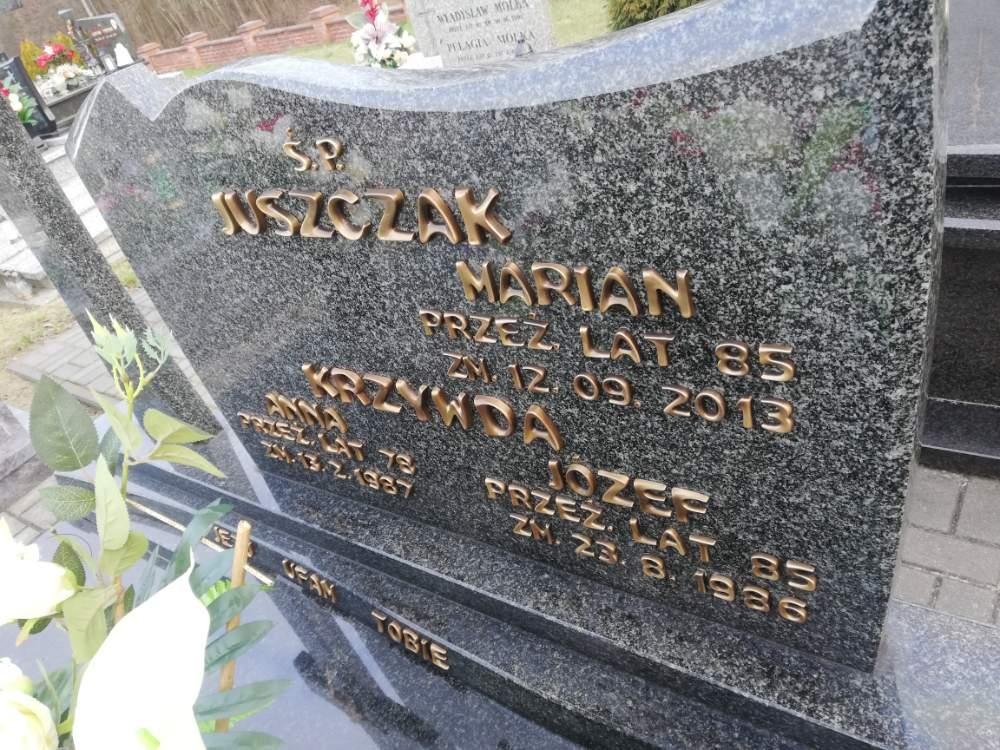 WŁADYSŁAW MOLKA
PELAGIA MOLKA
Ś.P.
JUSZCZAK
MARIAN
PRZEŻ. LAT 85
ZM. 12. 09. 2013
KRZYWDA
ANNA
PRZEŻ. LAT 78
ZM. 13. 2. 1987
JÓZEF
PRZEŻ. LAT 85
ZM. 23. 8. 1986
JEZU UFAM TOBIE